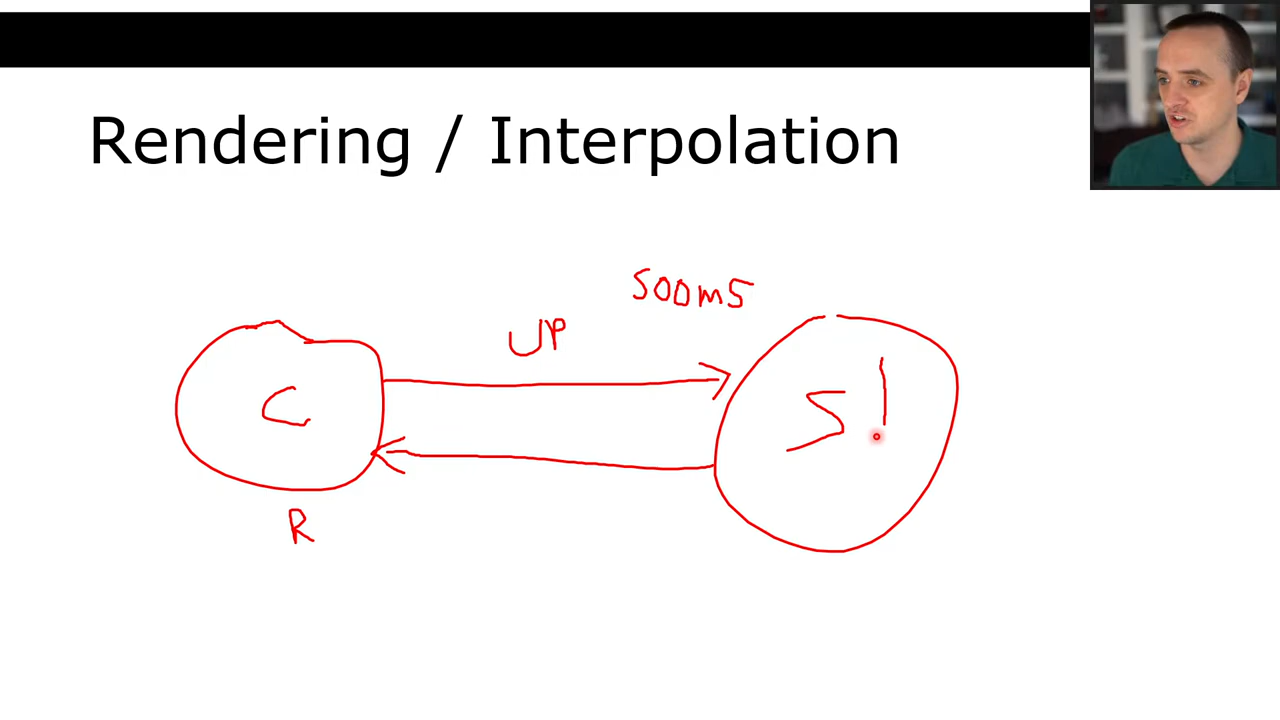 Rendering / Interpolation
500ms
UP
C
S!
R